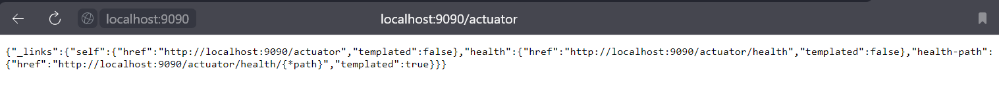 localhost:9090 localhost:9090/actuator
{"_links":{"self":{"href":"http://localhost:9090/actuator","templated":false},"health":{"href":"http://localhost:9090/actuator/health","templated":false},"health-path":
{"href":"http://localhost:9090/actuator/health/{*path}","templated":true}}}